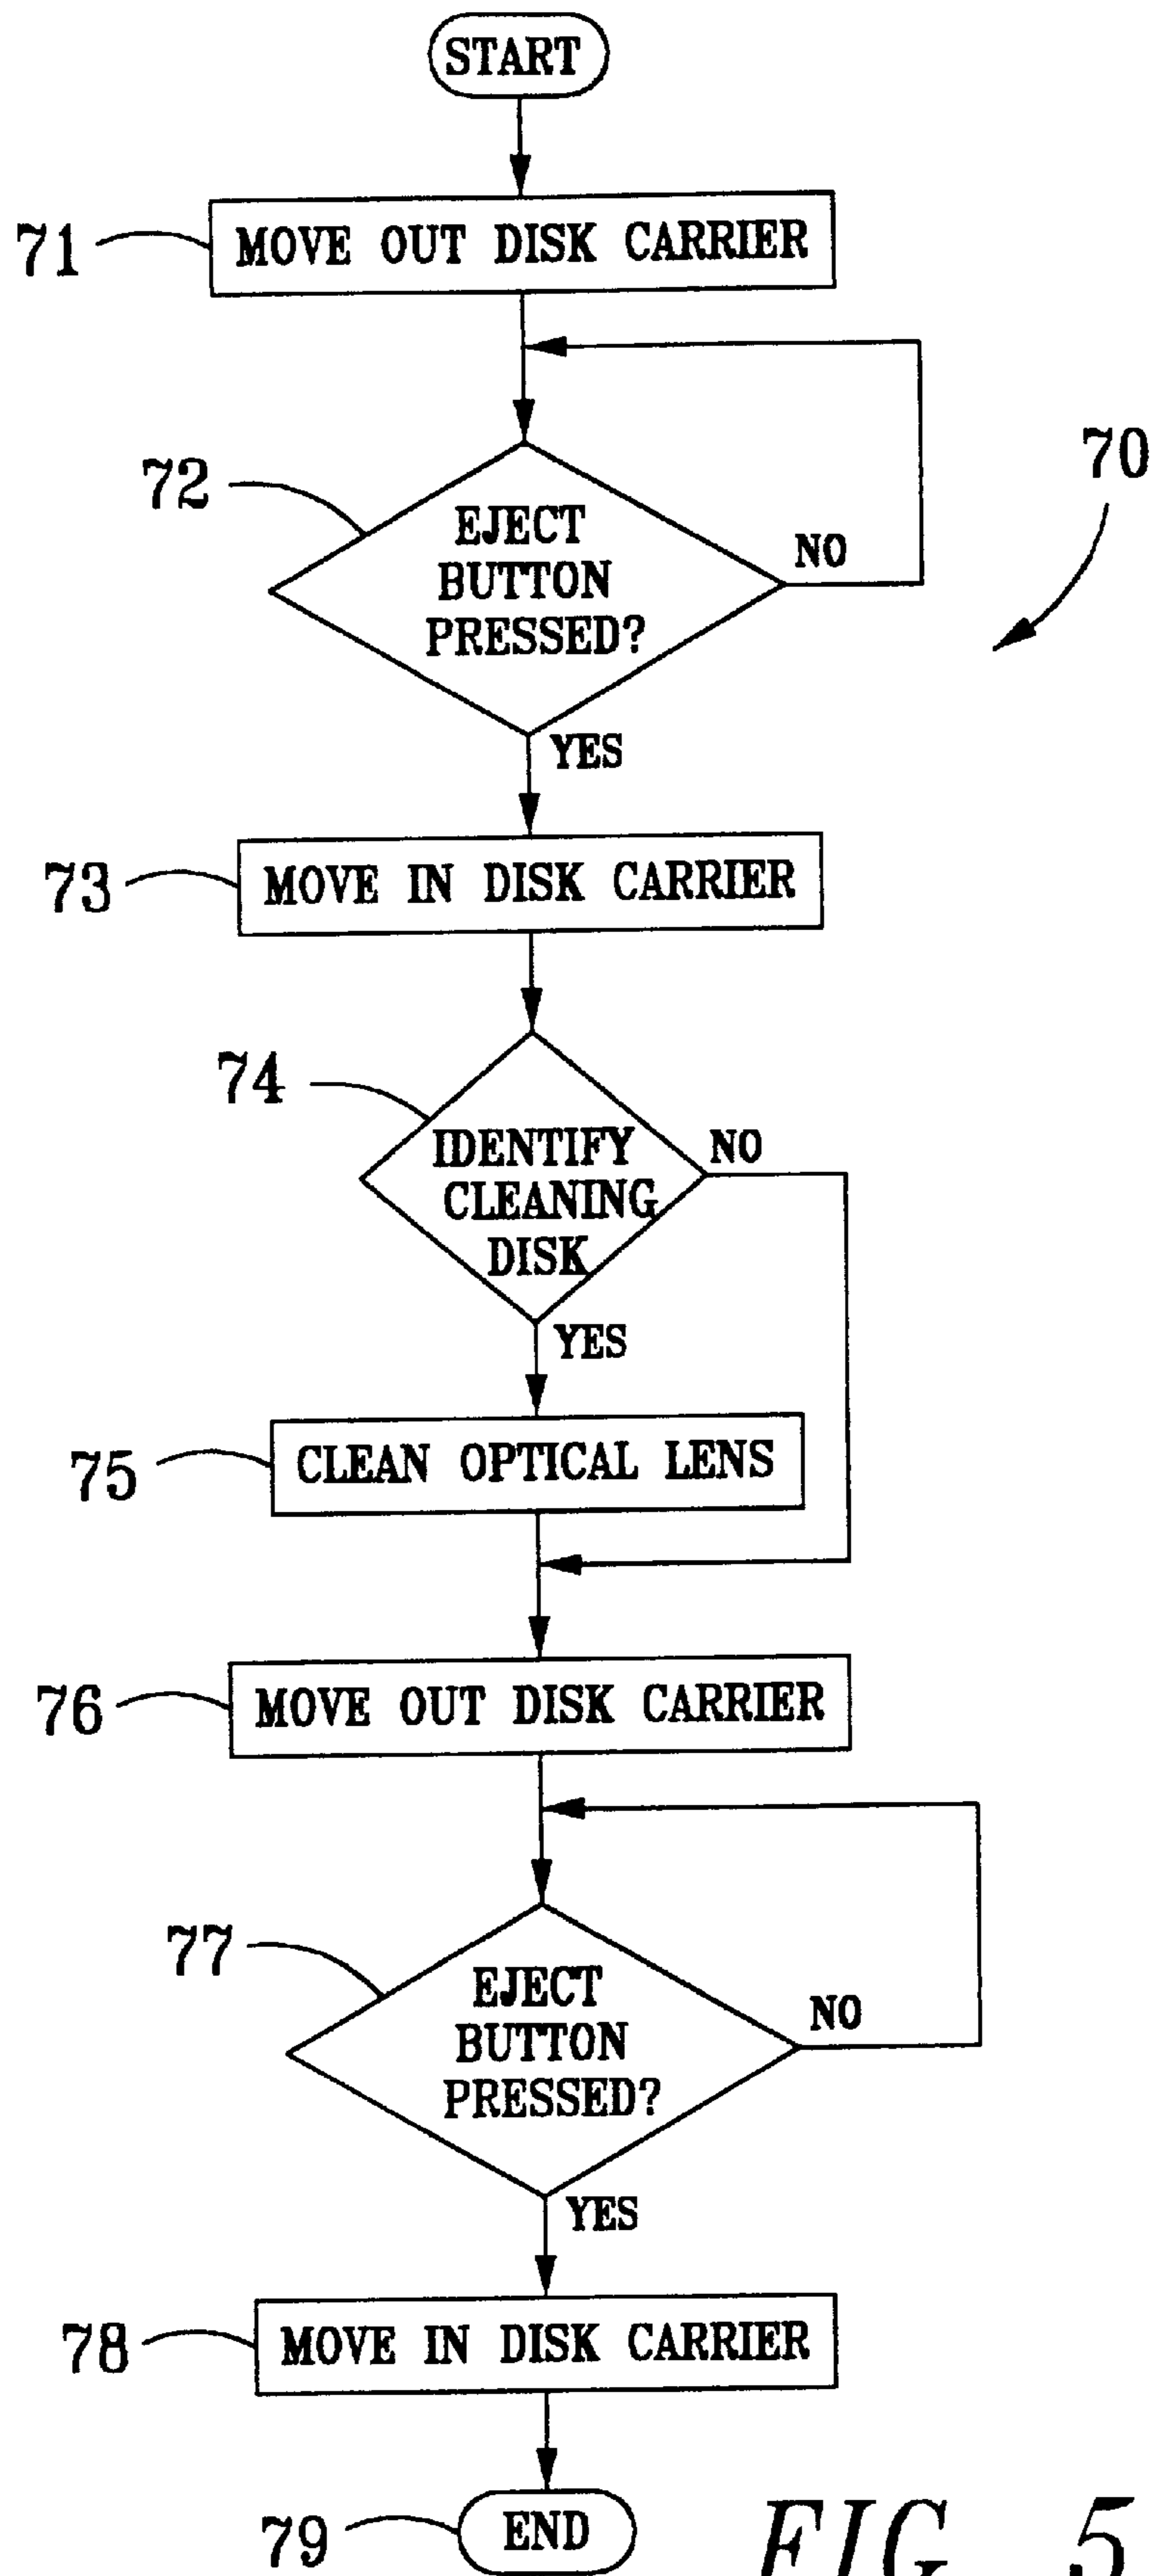 START
71
MOVE OUT DISK CARRIER
70
72
EJECT
BUTTON
PRESSED?
NO
YES
73
MOVE IN DISK CARRIER
74
IDENTIFY
CLEANING
DISK
NO
YES
75
CLEAN OPTICAL LENS
76
MOVE OUT DISK CARRIER
77
EJECT
BUTTON
PRESSED?
NO
YES
78
MOVE IN DISK CARRIER
79
END
FIG. 5